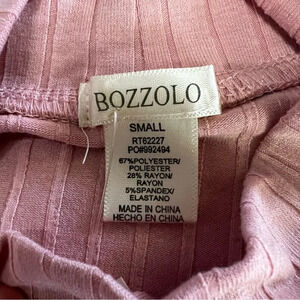 BOZZOLO
SMALL
RT62227
PO#992494
67%POLYESTER/
POLIESTER
28% RAYON/
RAYON
5%SPANDEX/
ELASTANO
MADE IN CHINA
HECHO EN CHINA